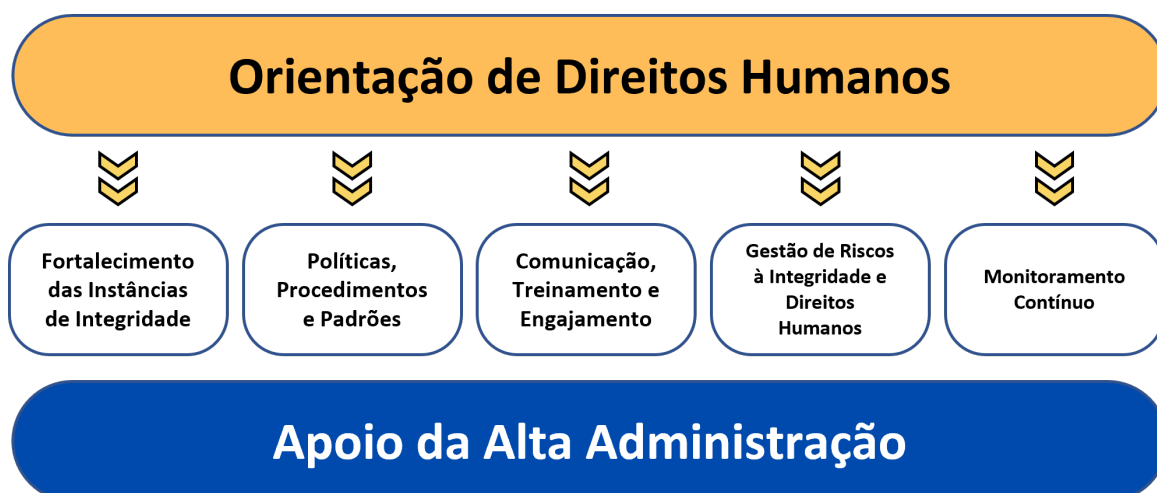 Orientação de Direitos Humanos
Fortalecimento
das Instâncias
de Integridade
Políticas,
Procedimentos
e Padrões
Comunicação,
Treinamento e
Engajamento
Gestão de Riscos
à Integridade e
Direitos
Humanos
Monitoramento
Contínuo
Apoio da Alta Administração